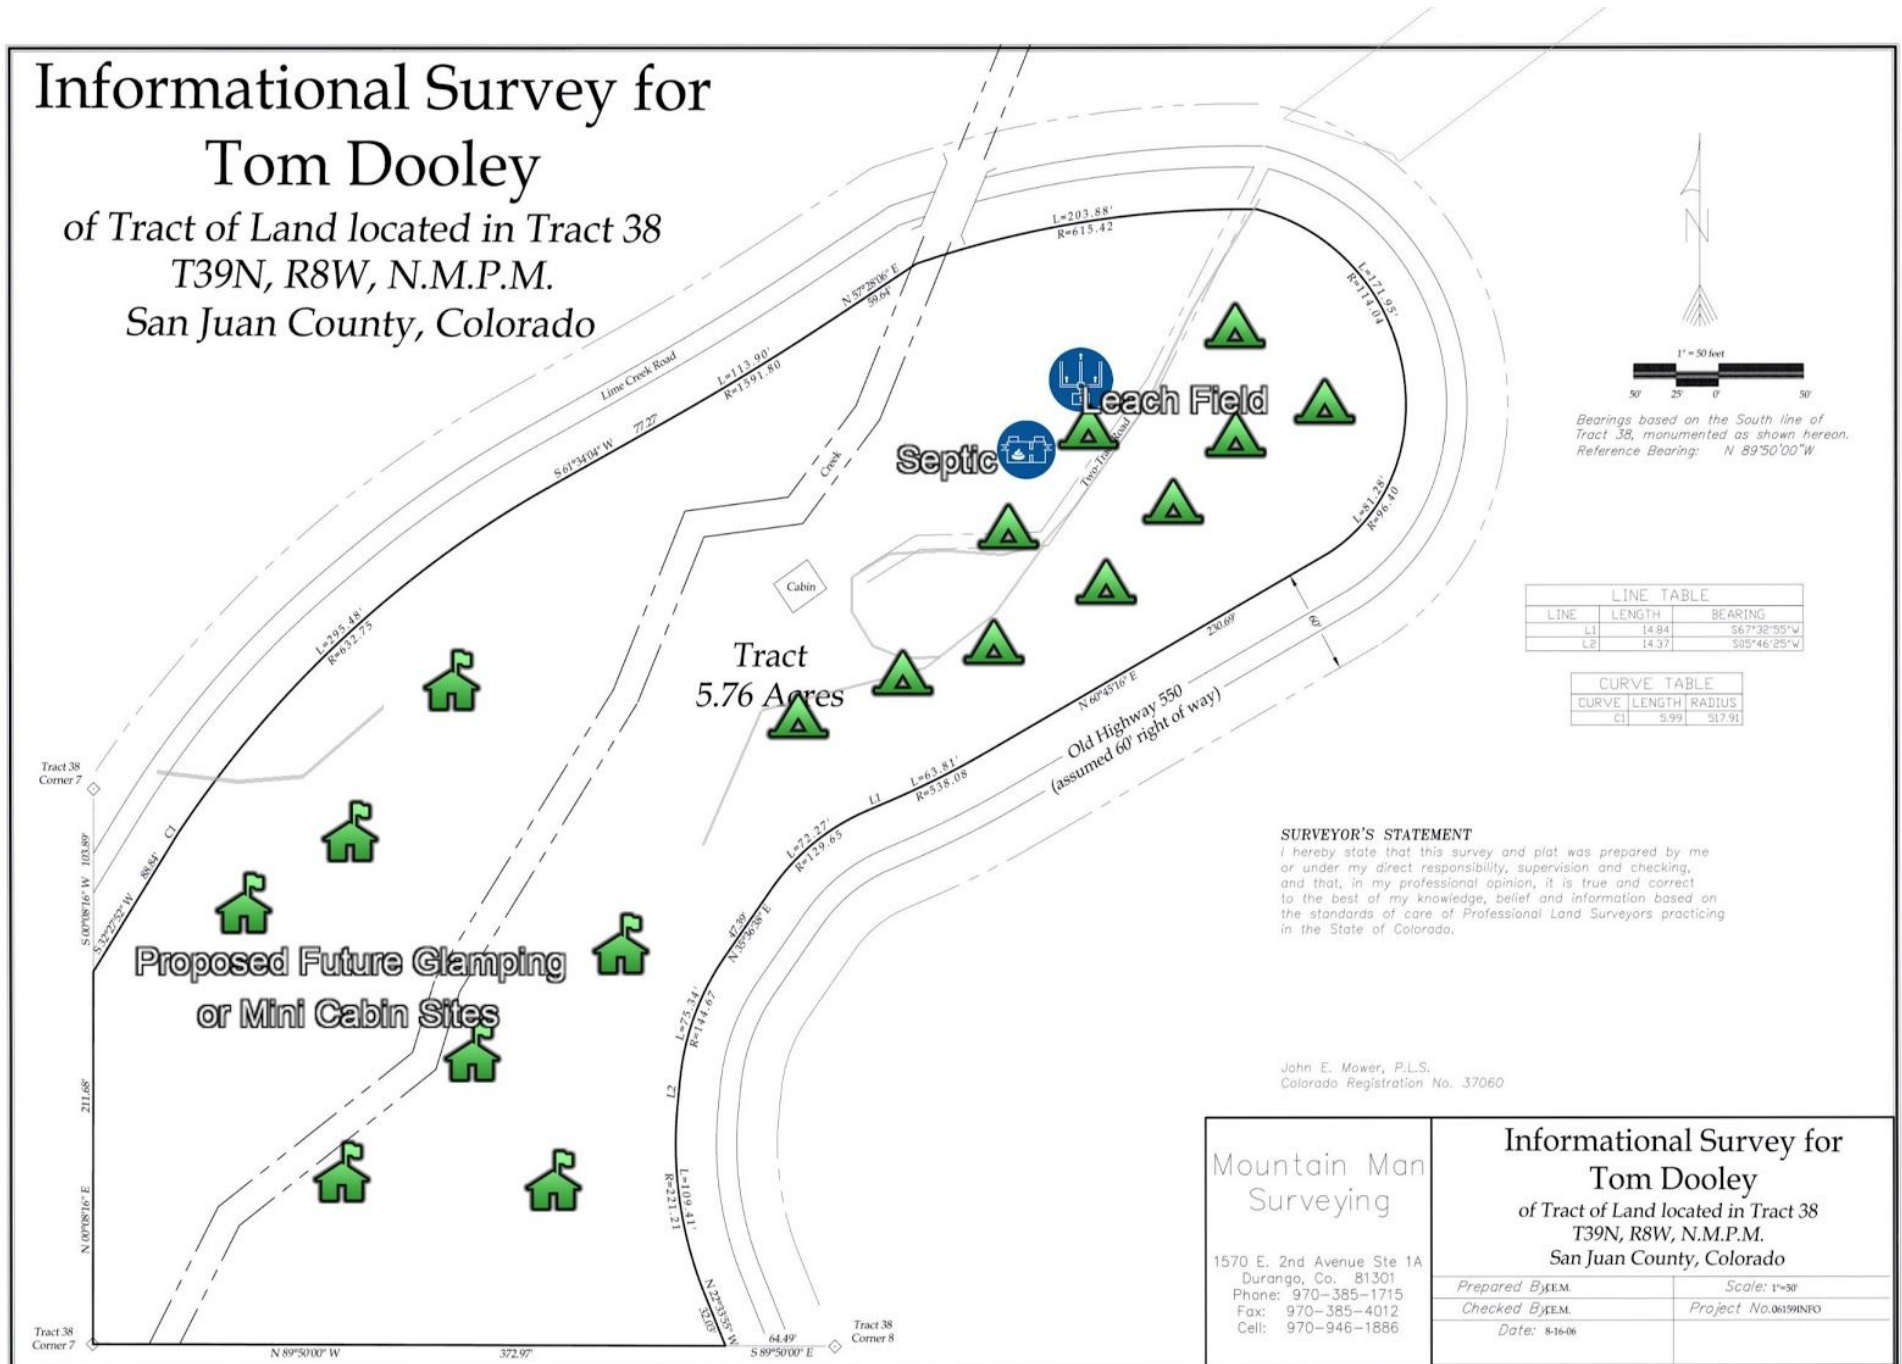 Informational Survey for
Tom Dooley
of Tract of Land located in Tract 38
T39N, R8W, N.M.P.M.
San Juan County, Colorado
L=203.88'
R=615.42
N 57°28'06" E
59.64'
L=171.95'
R=114.04
N
1" = 50 feet
50' 25' 0' 50'
Bearings based on the South line of
Tract 38, monumented as shown hereon.
Reference Bearing: N 89°50'00"W
Lime Creek Road
L=113.90'
R=1591.80
77.27'
S 61°34'04" W
Creek
Leach Field
Septic
Two-Track Road
L=81.28'
R=96.40
Cabin
Tract
5.76 Acres
L=295.48'
R=632.75
60'
230.69'
N 60°45'16" E
Old Highway 550
(assumed 60' right of way)
LINE TABLE
LINE LENGTH BEARING
L1 14.84 S67°32'55"W
L2 14.37 S05°46'25"W
CURVE TABLE
CURVE LENGTH RADIUS
C1 5.99 517.91
Tract 38
Corner 7
L=63.81'
R=538.08
L1
L=72.27'
R=129.65
C1
88.84'
S 32°27'52" W
S 00°08'16" W 103.89'
47.39'
N 35°36'38" E
Proposed Future Glamping
or Mini Cabin Sites
SURVEYOR'S STATEMENT
I hereby state that this survey and plat was prepared by me
or under my direct responsibility, supervision and checking,
and that, in my professional opinion, it is true and correct
to the best of my knowledge, belief and information based on
the standards of care of Professional Land Surveyors practicing
in the State of Colorado.
L=75.34'
R=144.67
L2
211.68'
N 00°08'16" E
L=109.41'
R=221.21
N 22°33'55" W
32.03'
John E. Mower, P.L.S.
Colorado Registration No. 37060
Tract 38
Corner 7
N 89°50'00" W 372.97'
64.49'
S 89°50'00" E
Tract 38
Corner 8
Mountain Man
Surveying
1570 E. 2nd Avenue Ste 1A
Durango, Co. 81301
Phone: 970-385-1715
Fax: 970-385-4012
Cell: 970-946-1886
Informational Survey for
Tom Dooley
of Tract of Land located in Tract 38
T39N, R8W, N.M.P.M.
San Juan County, Colorado
Prepared By: J.E.M. Scale: 1"=50'
Checked By: J.E.M. Project No. 06159INFO
Date: 8-16-06